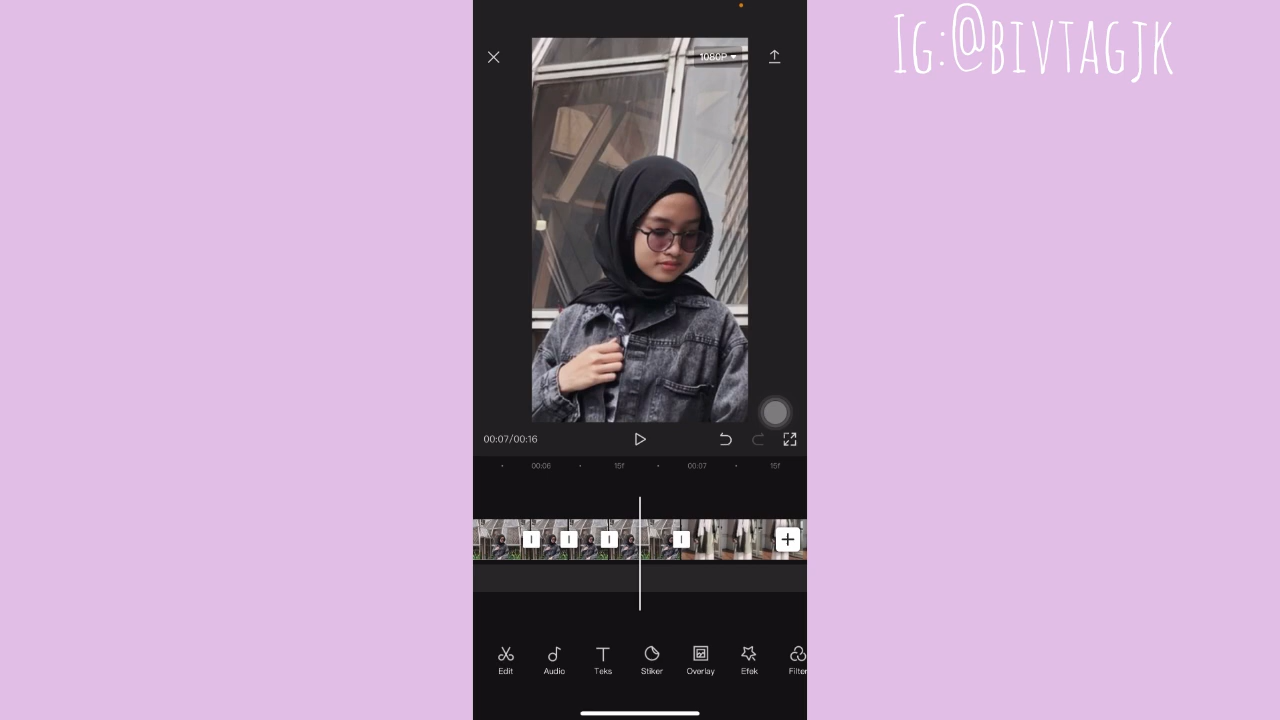 Ig:@bivtagjk
1080P
00:07/00:16
00:06
15f
00:07
15f
Edit
Audio
Teks
Stiker
Overlay
Efek
Filter